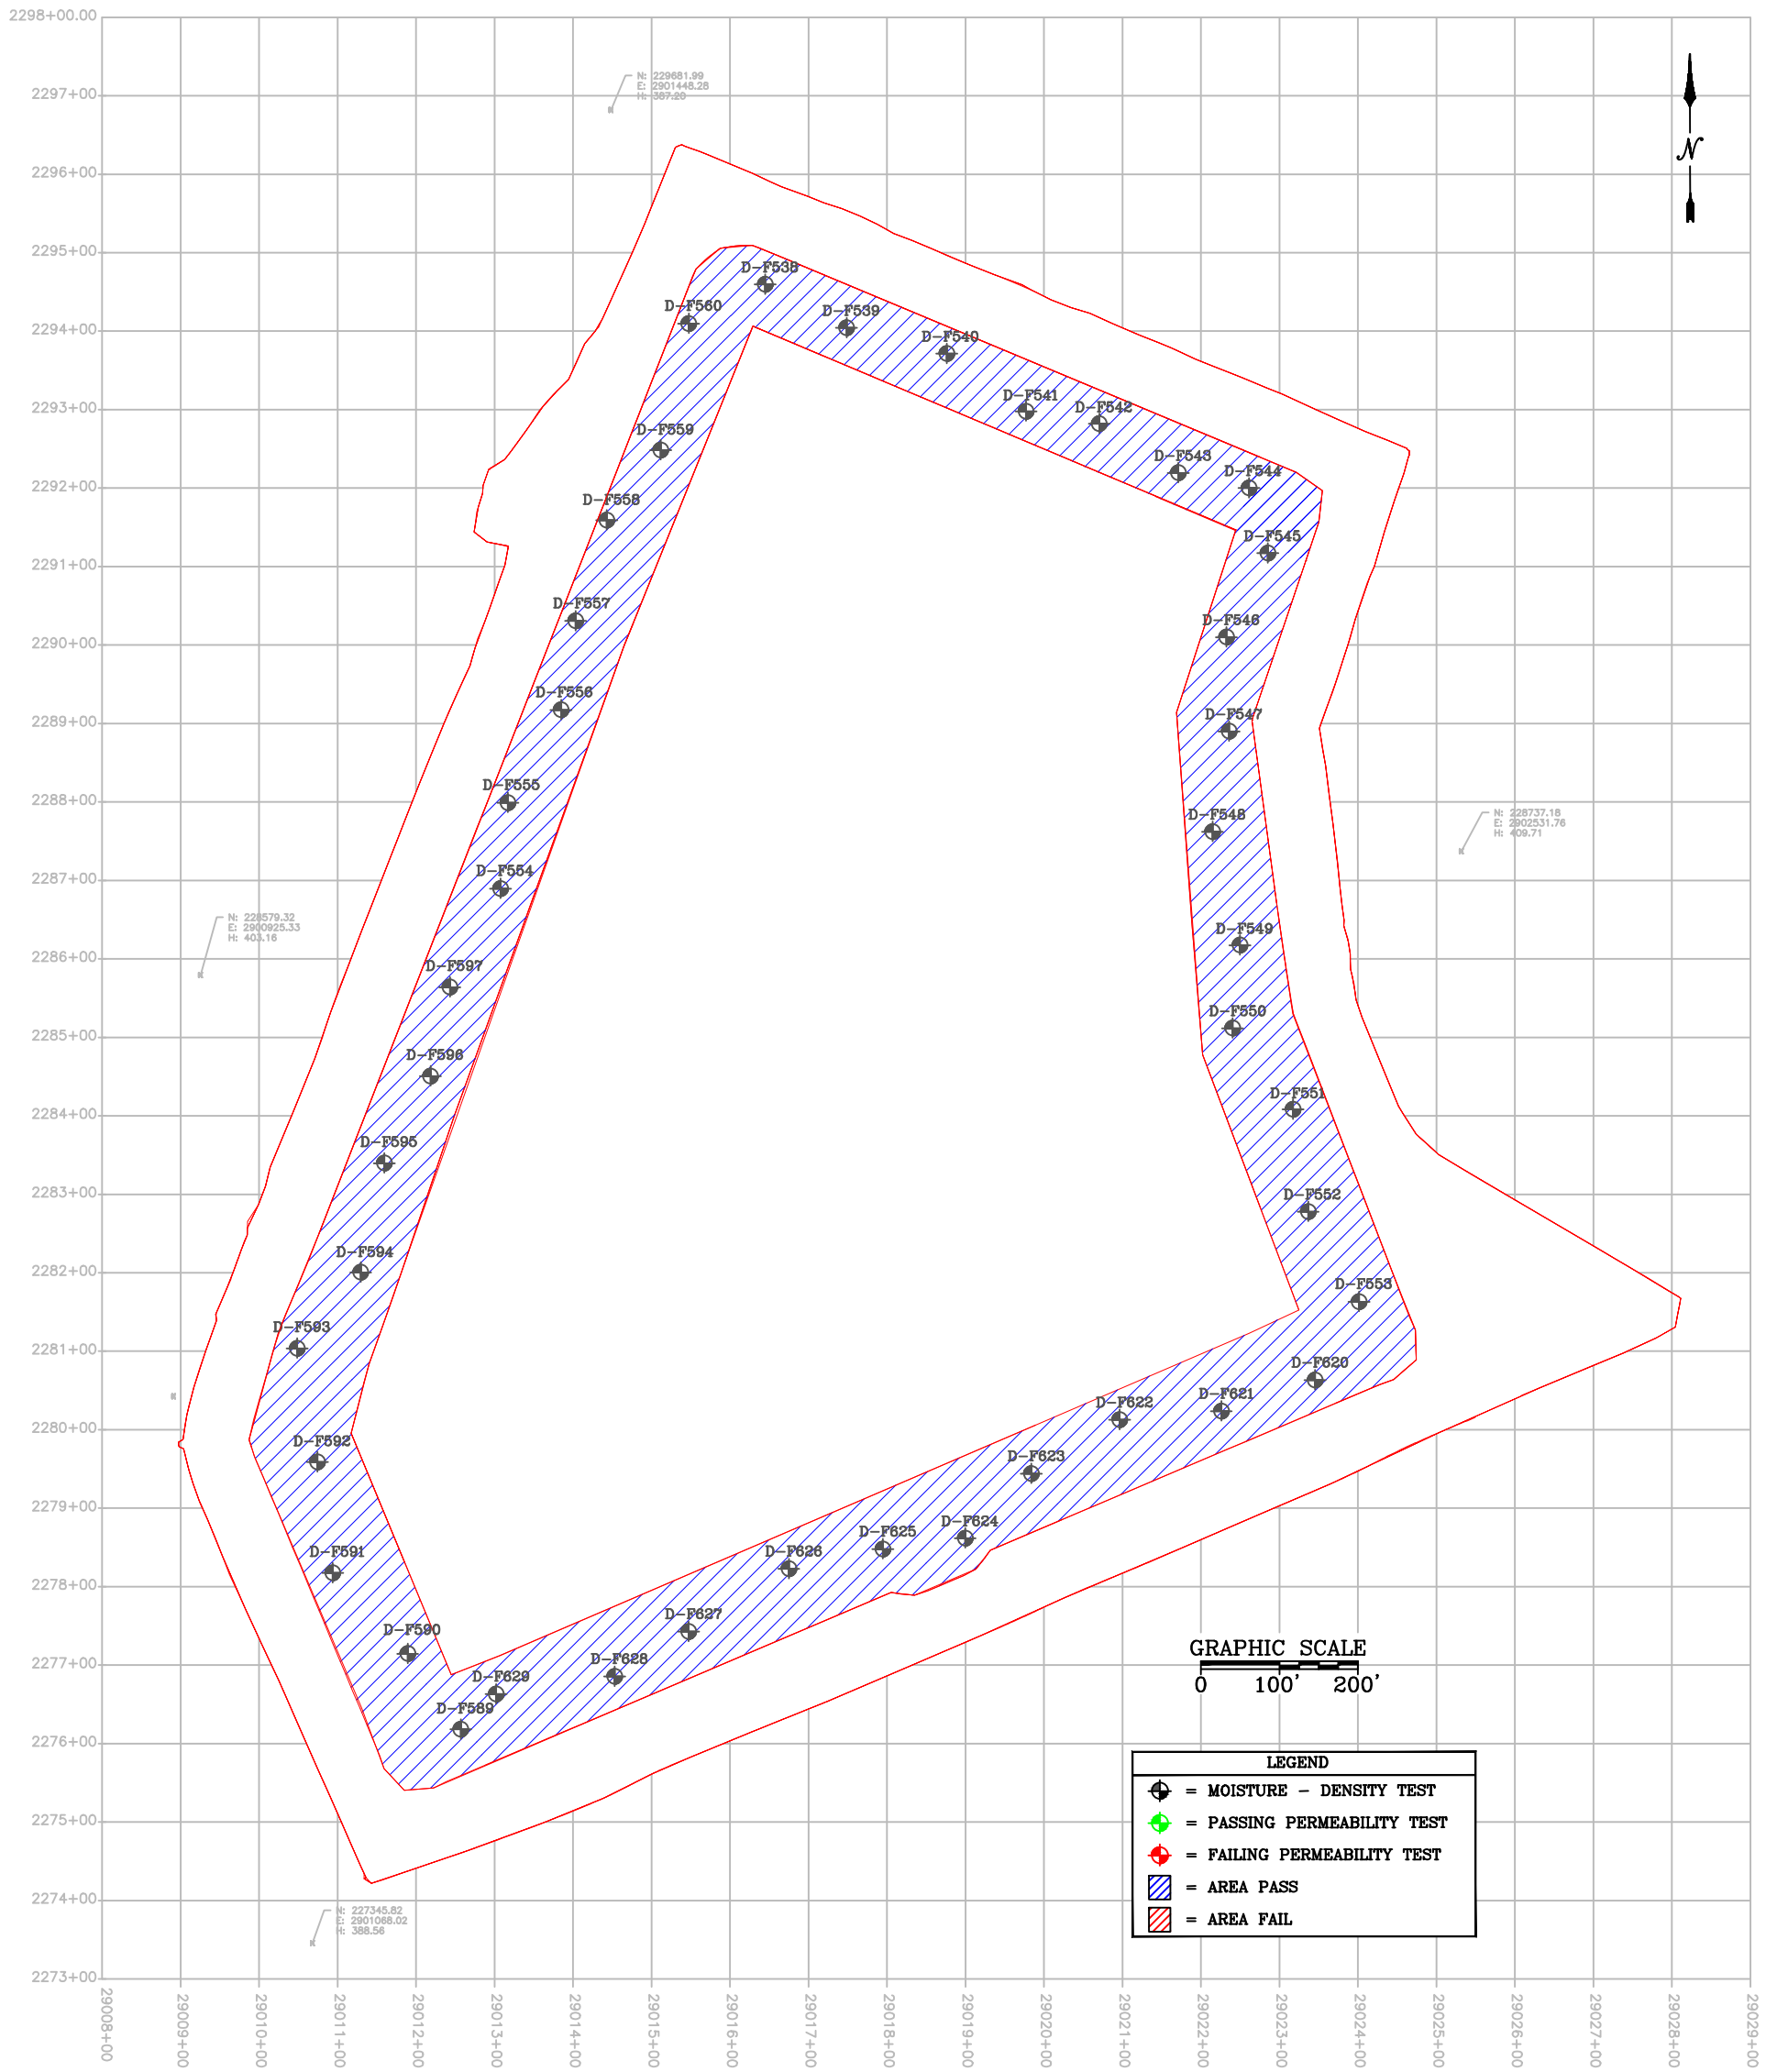 2298+00.00
N: 229681.99
E: 2901448.28
H: 387.20
2297+00
N
2296+00
2295+00
D-F538
D-F560
D-F539
2294+00
D-F540
D-F541
2293+00
D-F542
D-F559
D-F543
D-F544
2292+00
D-F558
D-F545
2291+00
D-F557
D-F546
2290+00
D-F556
D-F547
2289+00
D-F555
2288+00
N: 228737.18
E: 2902531.76
H: 409.71
D-F548
D-F554
2287+00
N: 228579.32
E: 2900925.33
H: 403.16
D-F549
D-F597
2286+00
D-F550
2285+00
D-F596
D-F551
2284+00
D-F595
2283+00
D-F552
D-F594
2282+00
D-F553
D-F593
2281+00
D-F620
D-F621
D-F622
2280+00
D-F592
D-F623
2279+00
D-F624
D-F625
D-F626
D-F591
2278+00
D-F627
D-F590
GRAPHIC SCALE
0 100' 200'
2277+00
D-F628
D-F629
D-F589
2276+00
LEGEND
= MOISTURE - DENSITY TEST
= PASSING PERMEABILITY TEST
= FAILING PERMEABILITY TEST
= AREA PASS
= AREA FAIL
2275+00
2274+00
N: 227345.82
E: 2901068.02
H: 388.56
2273+00
29008+00
29009+00
29010+00
29011+00
29012+00
29013+00
29014+00
29015+00
29016+00
29017+00
29018+00
29019+00
29020+00
29021+00
29022+00
29023+00
29024+00
29025+00
29026+00
29027+00
29028+00
29029+00